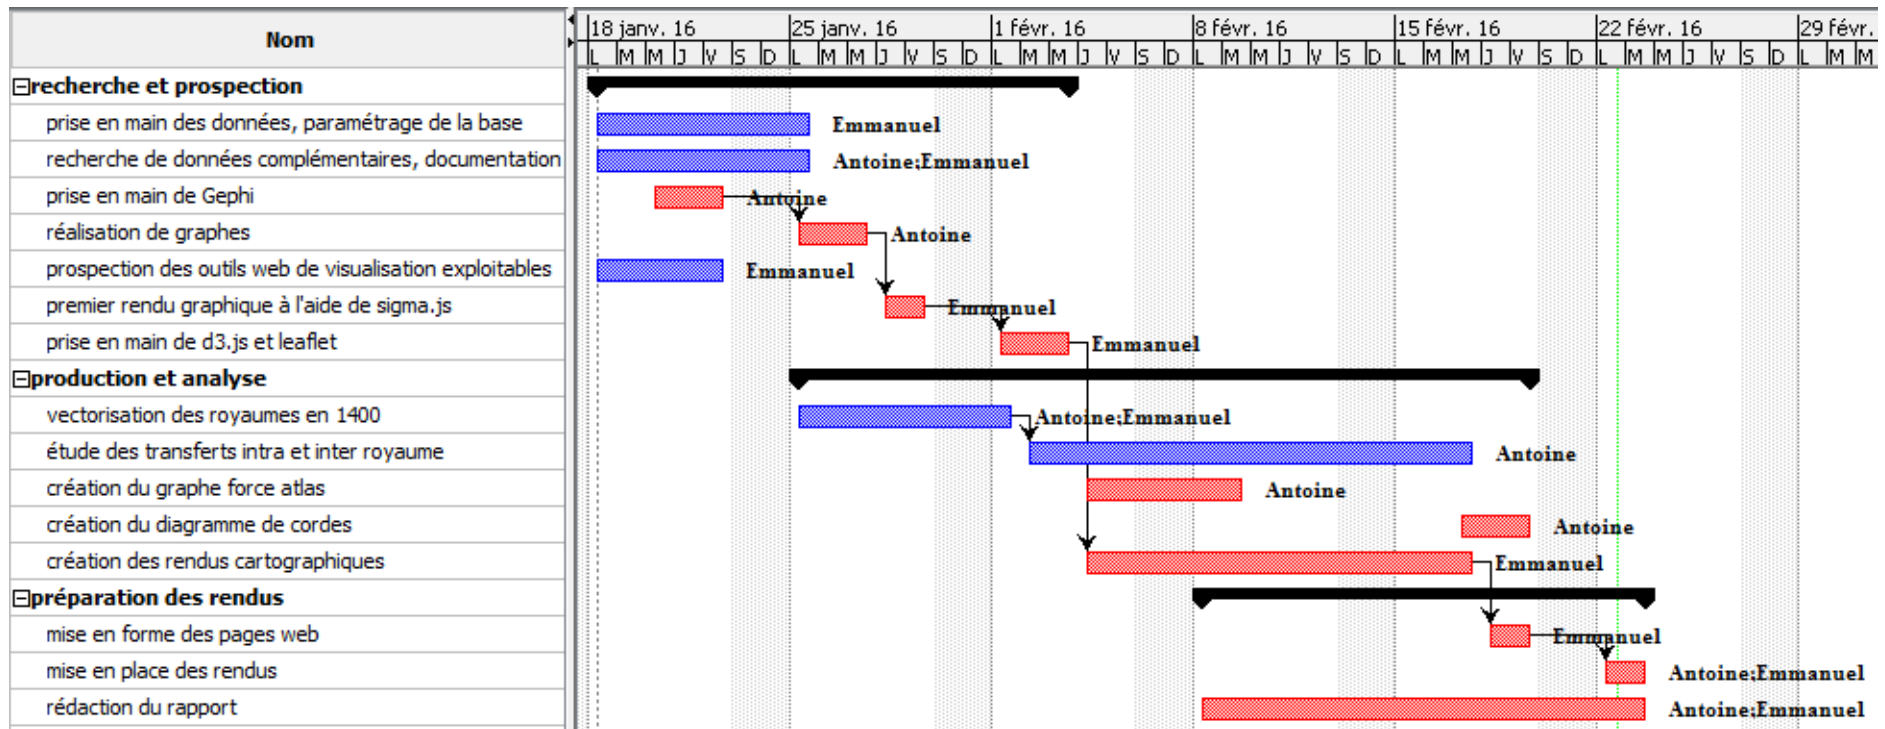 Nom
18 janv. 16 25 janv. 16 1 févr. 16 8 févr. 16 15 févr. 16 22 févr. 16 29 févr.
L M M J V S D L M M J V S D L M M J V S D L M M J V S D L M M J V S D L M M J V S D L M M
recherche et prospection
prise en main des données, paramétrage de la base Emmanuel
recherche de données complémentaires, documentation Antoine;Emmanuel
prise en main de Gephi Antoine
réalisation de graphes Antoine
prospection des outils web de visualisation exploitables Emmanuel
premier rendu graphique à l'aide de sigma.js Emmanuel
prise en main de d3.js et leaflet Emmanuel
production et analyse
vectorisation des royaumes en 1400 Antoine;Emmanuel
étude des transferts intra et inter royaume Antoine
création du graphe force atlas Antoine
création du diagramme de cordes Antoine
création des rendus cartographiques Emmanuel
préparation des rendus
mise en forme des pages web Emmanuel
mise en place des rendus Antoine;Emmanuel
rédaction du rapport Antoine;Emmanuel